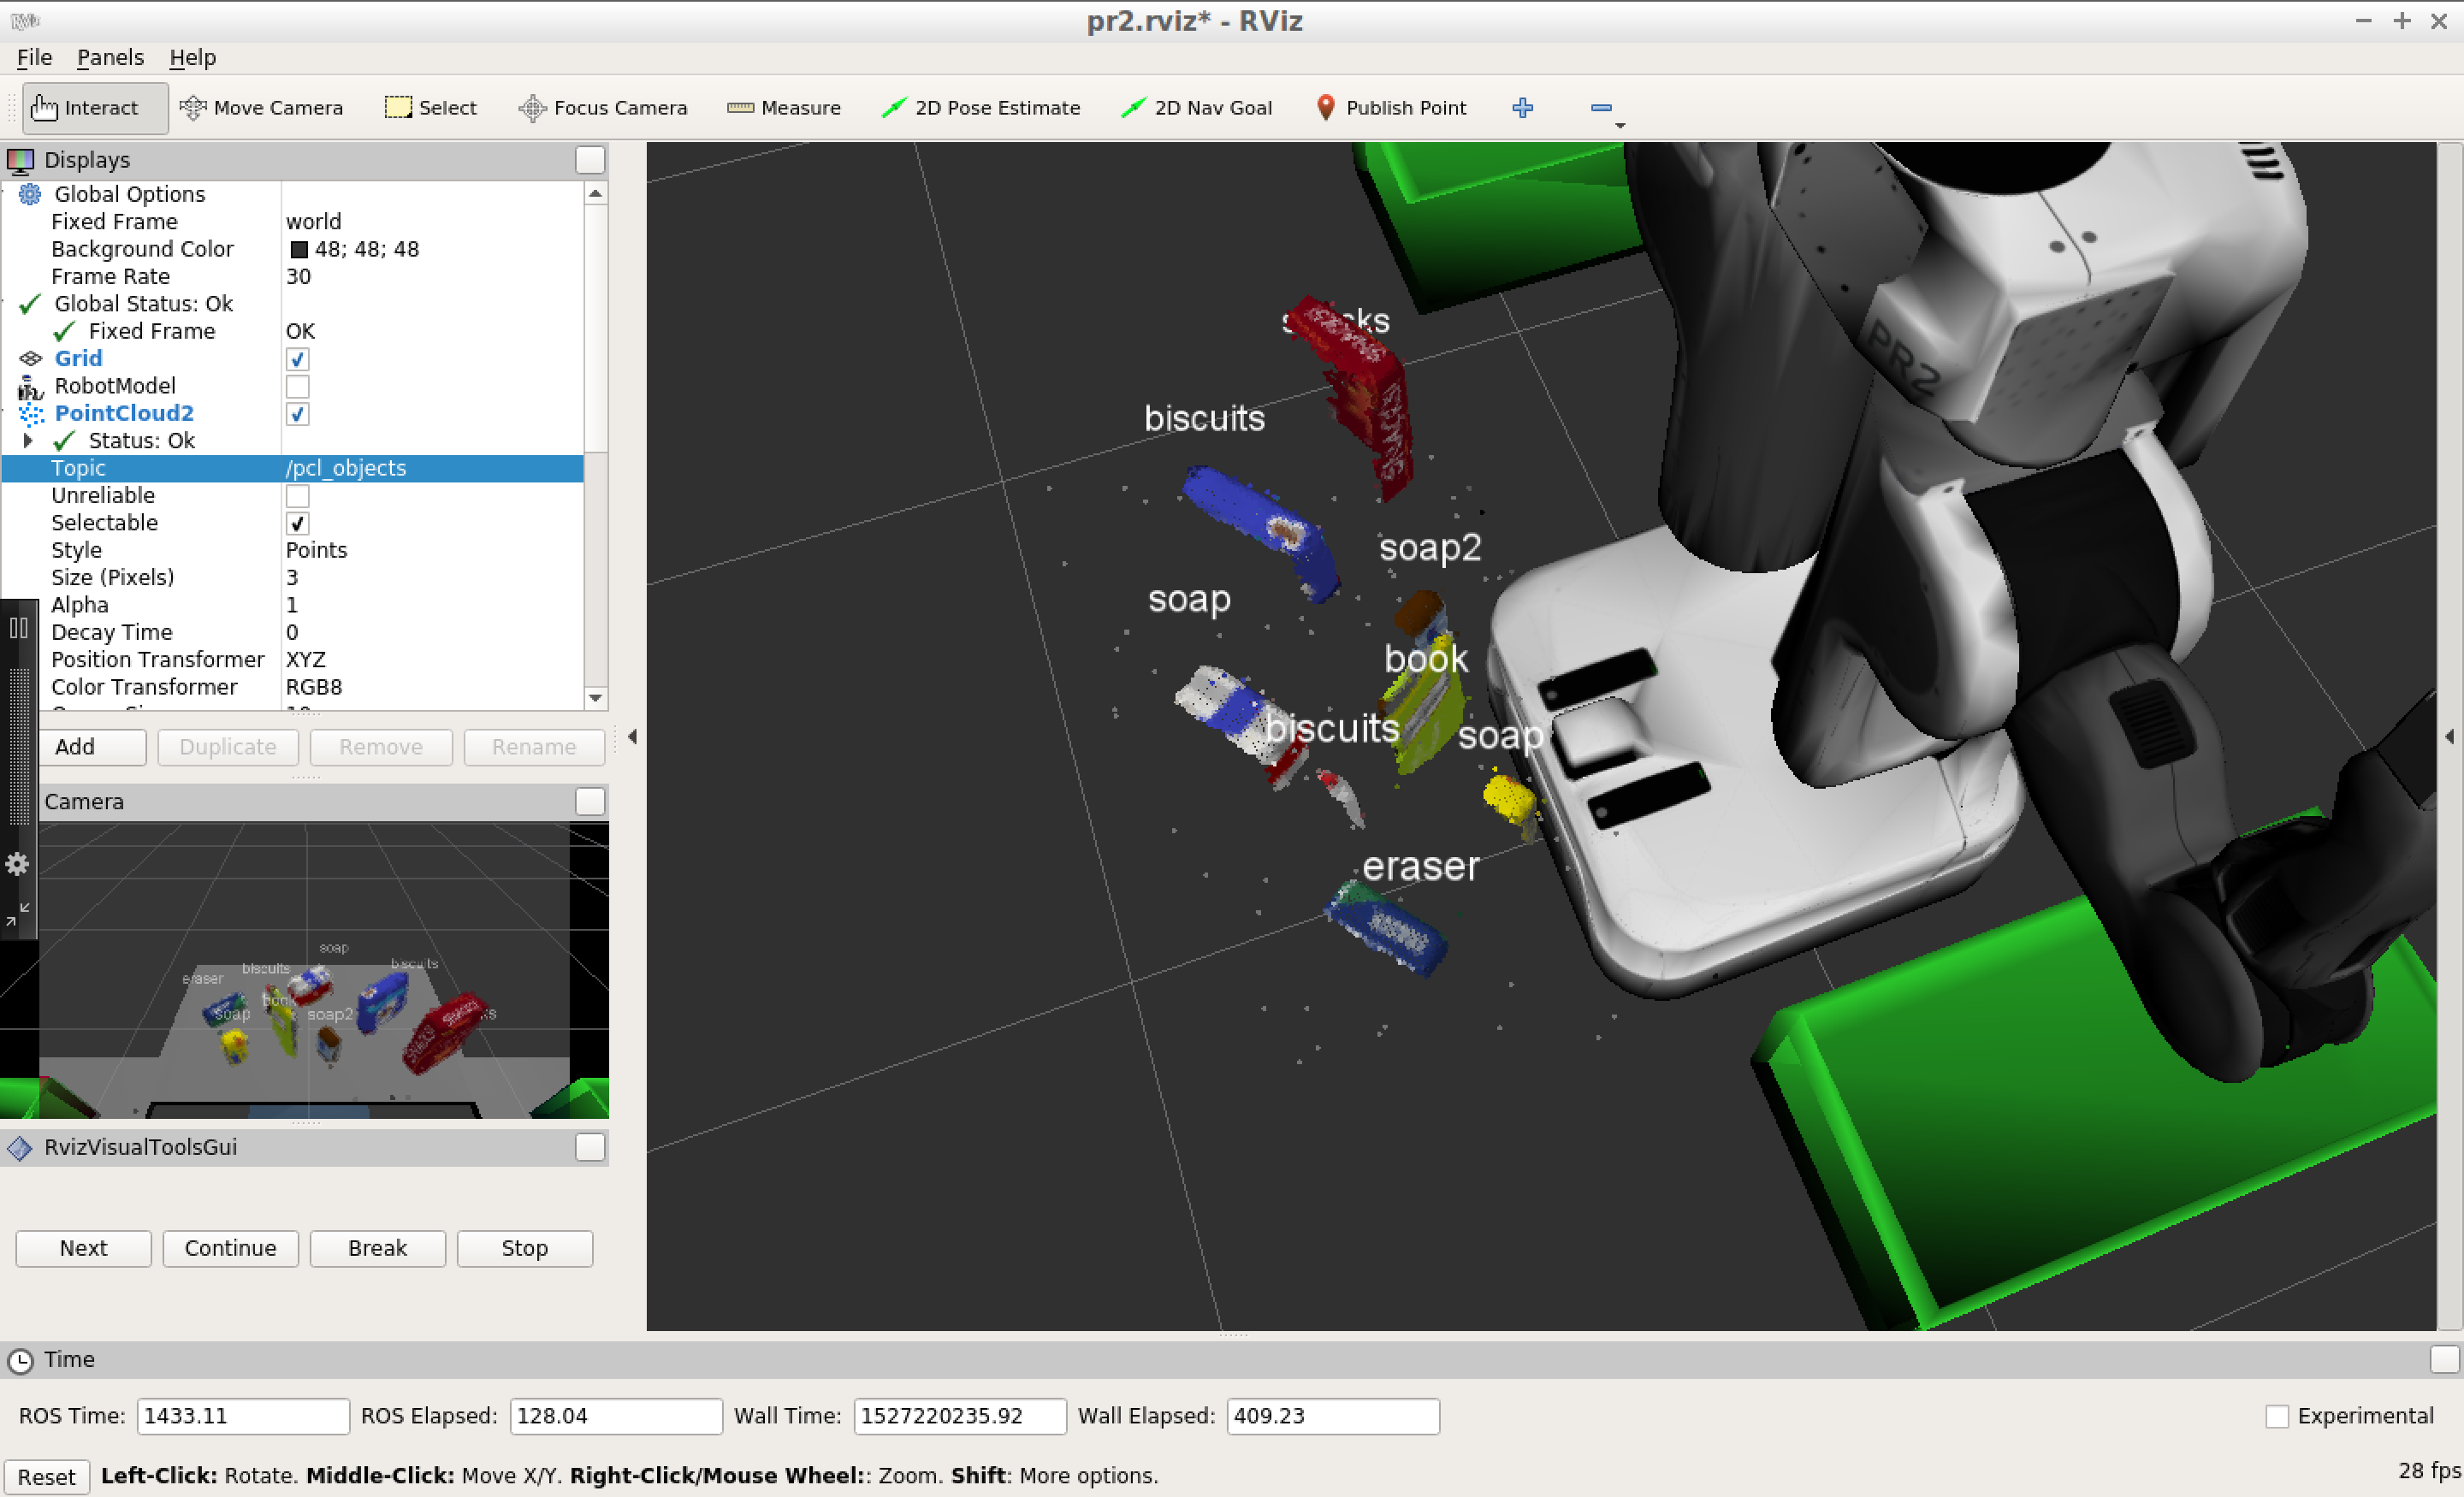 pr2.rviz* - RViz
File Panels Help
Interact Move Camera Select Focus Camera Measure 2D Pose Estimate 2D Nav Goal Publish Point
Displays
Global Options
Fixed Frame world
Background Color 48; 48; 48
Frame Rate 30
Global Status: Ok
Fixed Frame OK
Grid
RobotModel
PointCloud2
Status: Ok
Topic /pcl_objects
Unreliable
Selectable
Style Points
Size (Pixels) 3
Alpha 1
Decay Time 0
Position Transformer XYZ
Color Transformer RGB8
Add Duplicate Remove Rename
Camera
soap
biscuits
biscuits
eraser
book
soap
soap2
RvizVisualToolsGui
Next Continue Break Stop
biscuits
soap2
soap
book
biscuits
soap
eraser
PR2
SNACKS
Time
ROS Time: 1433.11 ROS Elapsed: 128.04 Wall Time: 1527220235.92 Wall Elapsed: 409.23 Experimental
Reset Left-Click: Rotate. Middle-Click: Move X/Y. Right-Click/Mouse Wheel:: Zoom. Shift: More options. 28 fps